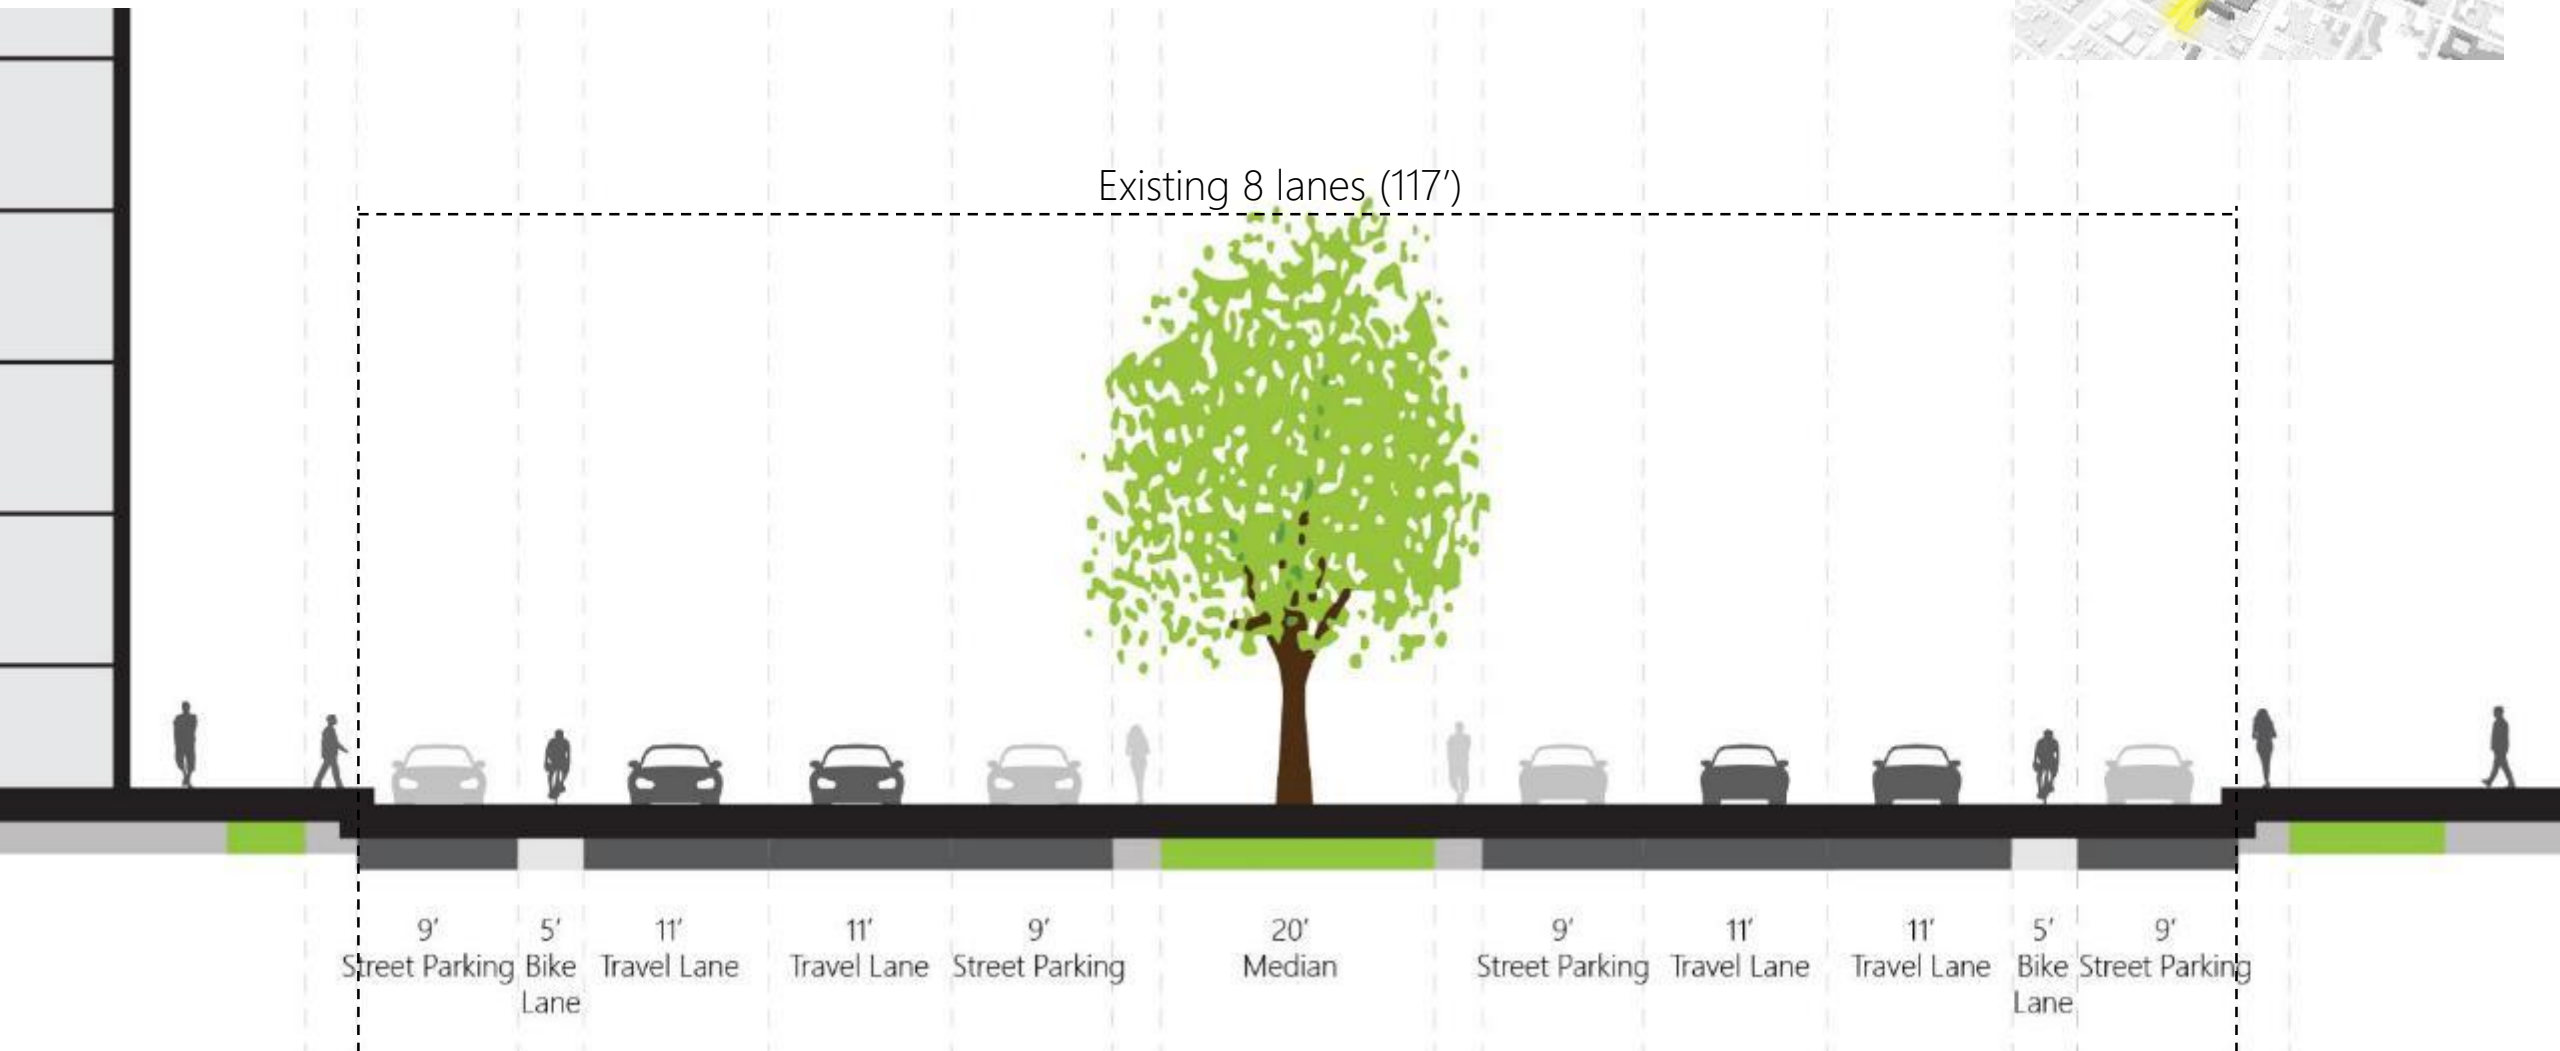 Existing 8 lanes (117’)
9’ 5’ 11’ 11’ 9’ 20’ 9’ 11’ 11’ 5’ 9’
Street Parking Bike Travel Lane Travel Lane Street Parking Median Street Parking Travel Lane Travel Lane Bike Street Parking
Lane Lane